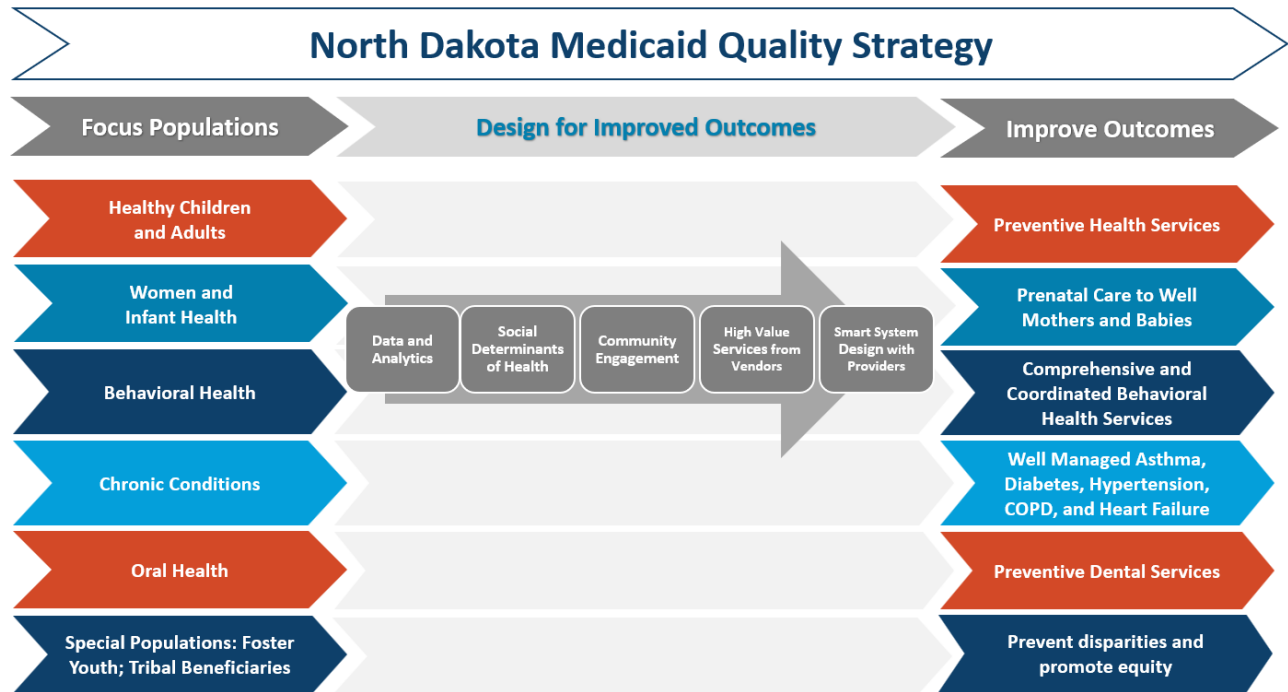 North Dakota Medicaid Quality Strategy
Focus Populations
Design for Improved Outcomes
Improve Outcomes
Healthy Children
and Adults
Preventive Health Services
Women and
Infant Health
Prenatal Care to Well
Mothers and Babies
Data and
Analytics
Social
Determinants
of Health
Community
Engagement
High Value
Services from
Vendors
Smart System
Design with
Providers
Behavioral Health
Comprehensive and
Coordinated Behavioral
Health Services
Chronic Conditions
Well Managed Asthma,
Diabetes, Hypertension,
COPD, and Heart Failure
Oral Health
Preventive Dental Services
Special Populations: Foster
Youth; Tribal Beneficiaries
Prevent disparities and
promote equity